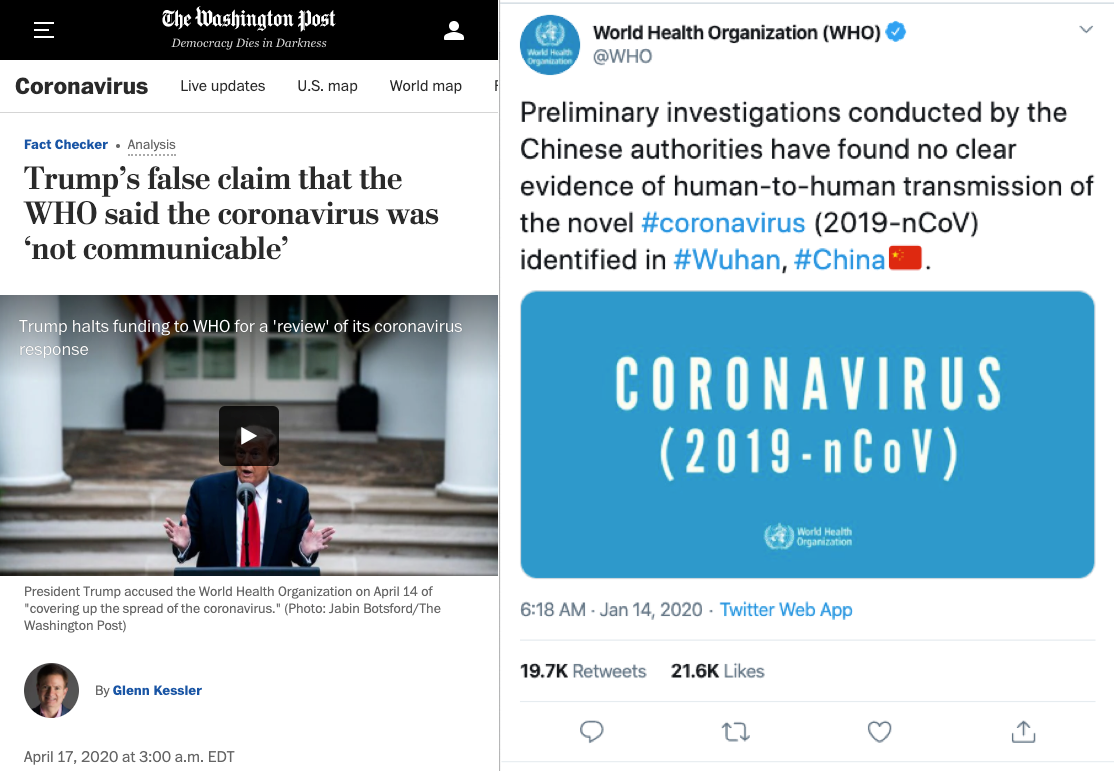 The Washington Post
Democracy Dies in Darkness
Coronavirus Live updates U.S. map World map
Fact Checker • Analysis
Trump’s false claim that the
WHO said the coronavirus was
‘not communicable’
Trump halts funding to WHO for a 'review' of its coronavirus
response
President Trump accused the World Health Organization on April 14 of
"covering up the spread of the coronavirus." (Photo: Jabin Botsford/The
Washington Post)
By Glenn Kessler
April 17, 2020 at 3:00 a.m. EDT
World Health Organization
World Health Organization (WHO)
@WHO
Preliminary investigations conducted by the
Chinese authorities have found no clear
evidence of human-to-human transmission of
the novel #coronavirus (2019-nCoV)
identified in #Wuhan, #China🇨🇳.
CORONAVIRUS
(2019-nCoV)
World Health
Organization
6:18 AM · Jan 14, 2020 · Twitter Web App
19.7K Retweets 21.6K Likes